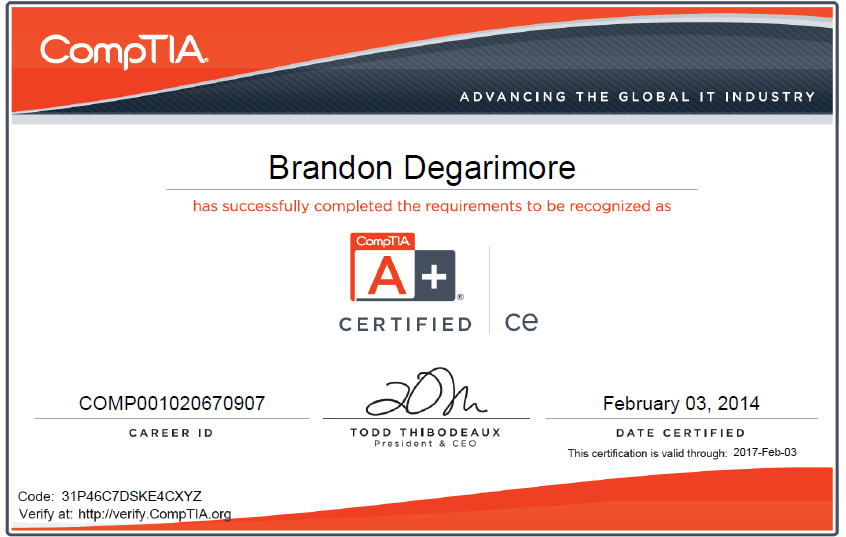 CompTIA®
ADVANCING THE GLOBAL IT INDUSTRY
Brandon Degarimore
has successfully completed the requirements to be recognized as
CompTIA
A+®
CERTIFIED
ce
COMP001020670907
CAREER ID
TODD THIBODEAUX
President & CEO
February 03, 2014
DATE CERTIFIED
This certification is valid through: 2017-Feb-03
Code: 31P46C7DSKE4CXYZ
Verify at: http://verify.CompTIA.org